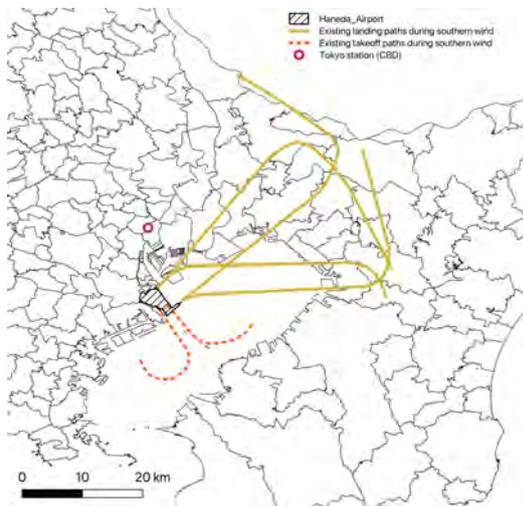 Haneda_Airport
Existing landing paths during southern wind
Existing takeoff paths during southern wind
Tokyo station (CBD)
0 10 20 km